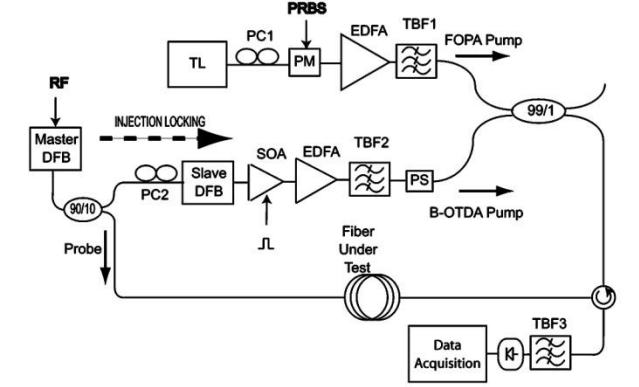 PRBS
TBF1
EDFA
PC1
FOPA Pump
TL
PM
RF
99/1
INJECTION LOCKING
Master
DFB
TBF2
EDFA
SOA
Slave
DFB
PS
PC2
90/10
B-OTDA Pump
Probe
Fiber
Under
Test
TBF3
Data
Acquisition